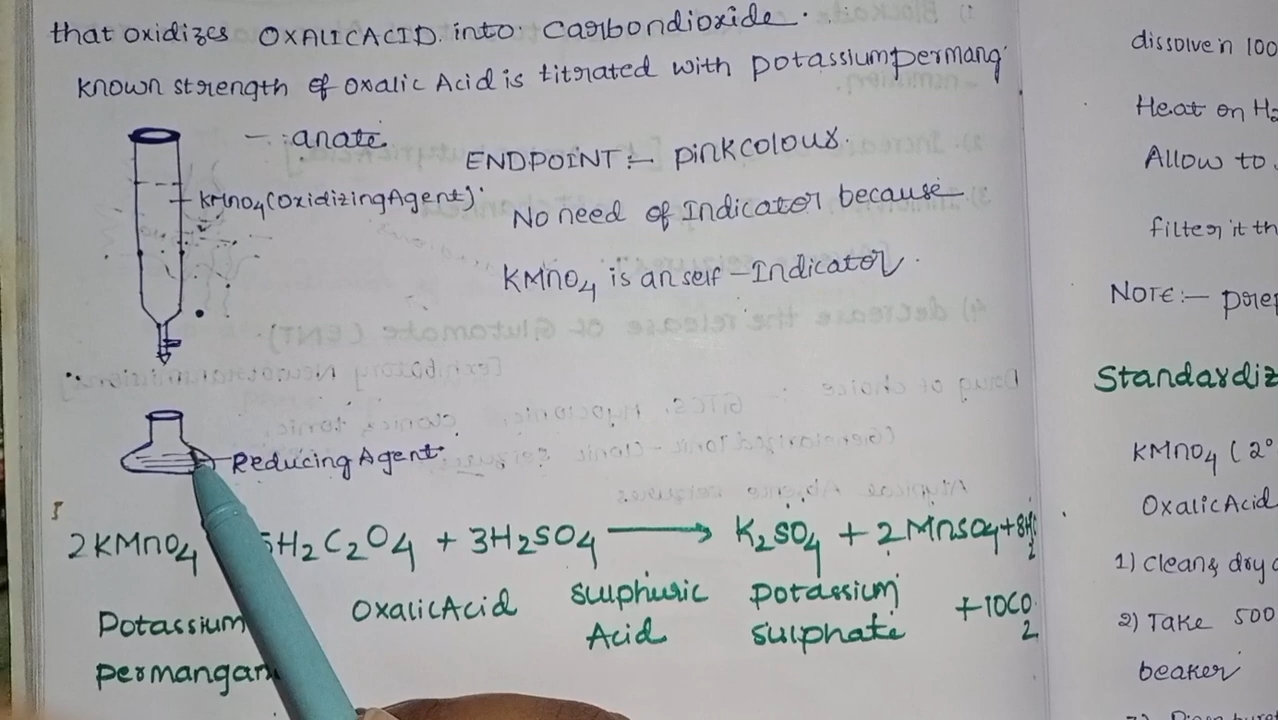 that oxidizes OXALICACID. into Carbondioxide.
known strength of oxalic Acid is titrated with potassiumpermang
- anate.
ENDPOINT :- pinkcolour.
KMnO4 (OxidizingAgent).
No need of Indicator because
KMnO4 is an self-Indicator.
Reducing Agent
2KMnO4 5H2C2O4 + 3H2SO4 → K2SO4 + 2MnSO4 + 8H2
+10CO2
Potassium
permangan
OxalicAcid
Sulphuric
Acid
potassium
sulphate
dissolve in 100
Heat on H2
Allow to
filter it th
NOTE :- prep
Standardiz
KMnO4 (2°
OxalicAcid
1) Clean & dry
2) Take 500
beaker